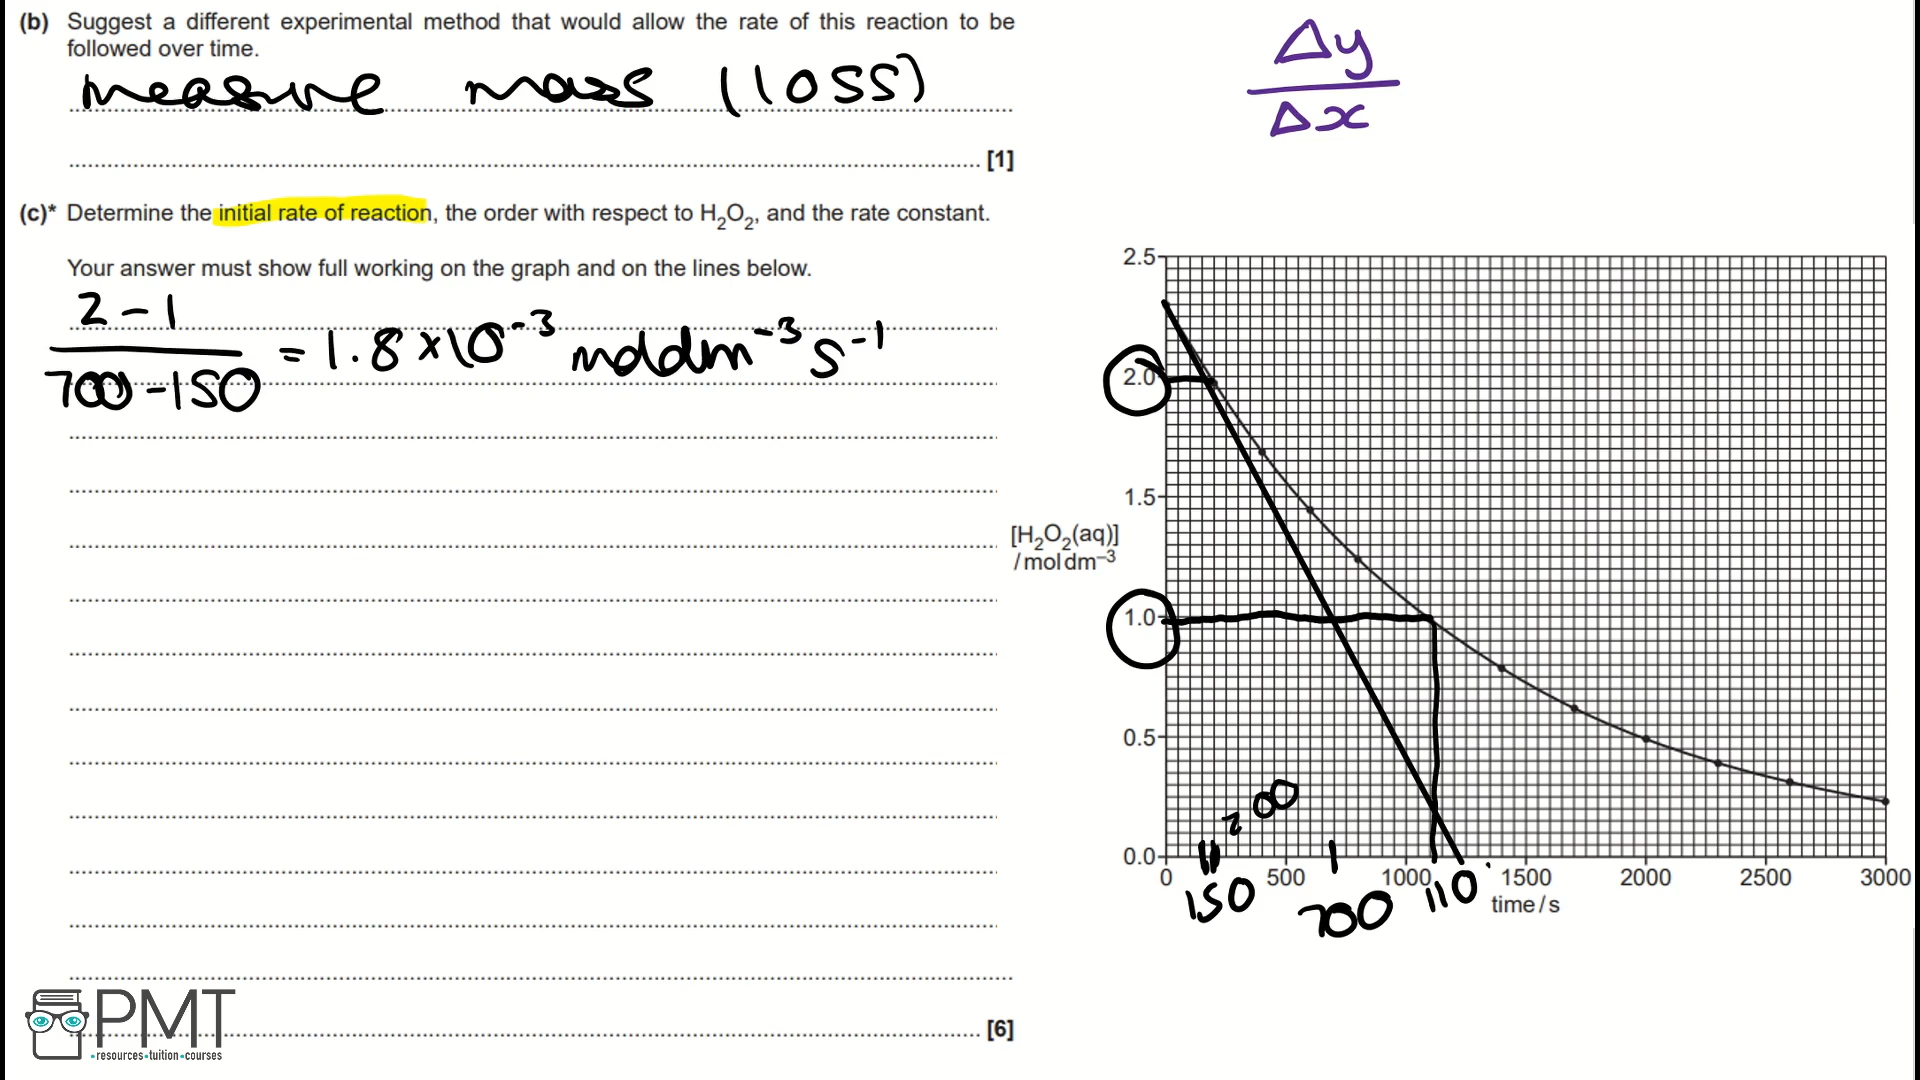 (b) Suggest a different experimental method that would allow the rate of this reaction to be
followed over time.
measure mass (loss)
[1]
Δy
Δx
(c)* Determine the initial rate of reaction, the order with respect to H₂O₂, and the rate constant.
Your answer must show full working on the graph and on the lines below.
2 - 1
700 - 150
= 1.8 × 10⁻³ moldm⁻³ s⁻¹
[6]
2.5
2.0
1.5
[H₂O₂(aq)]
/moldm⁻³
1.0
0.5
0.0
200
0 500 1000 1500 2000 2500 3000
150 700 110
time/s
PMT
•resources•tuition•courses